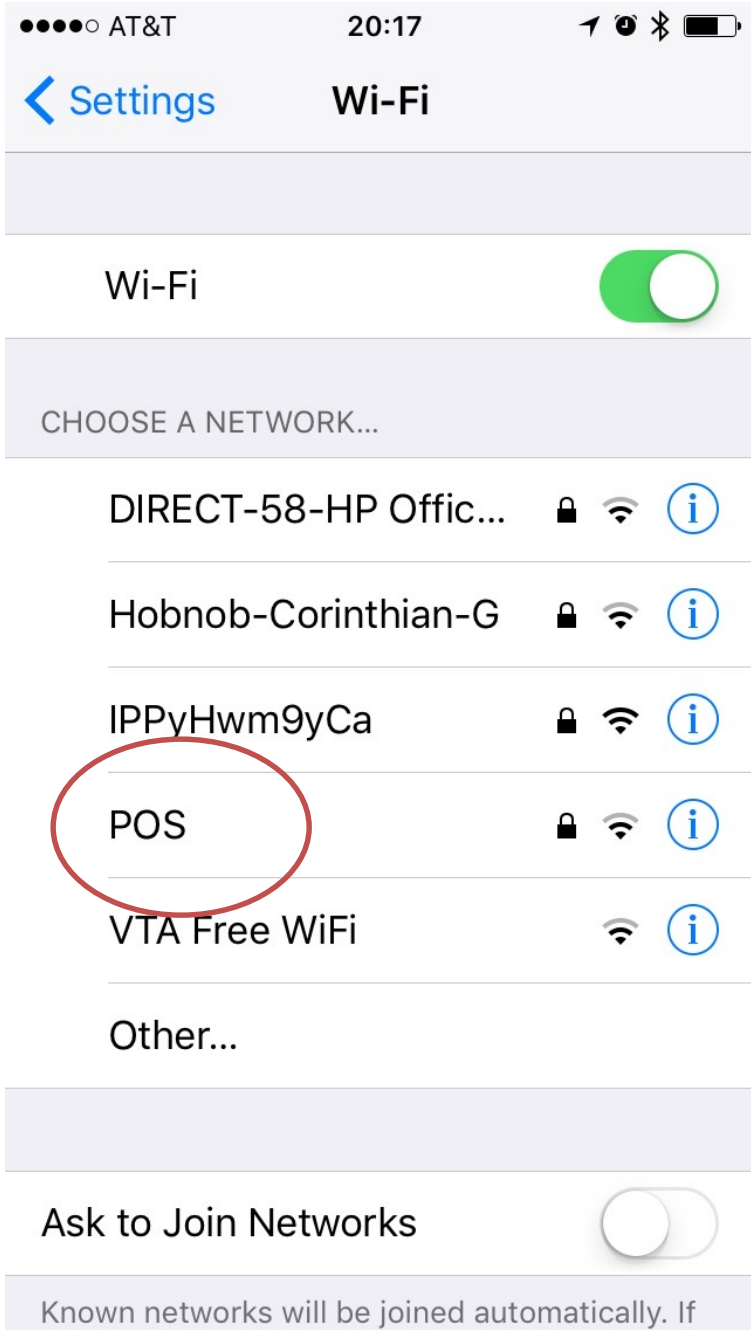 AT&T 20:17
Settings Wi-Fi
Wi-Fi
CHOOSE A NETWORK...
DIRECT-58-HP Offic...
Hobnob-Corinthian-G
IPPyHwm9yCa
POS
VTA Free WiFi
Other...
Ask to Join Networks
Known networks will be joined automatically. If